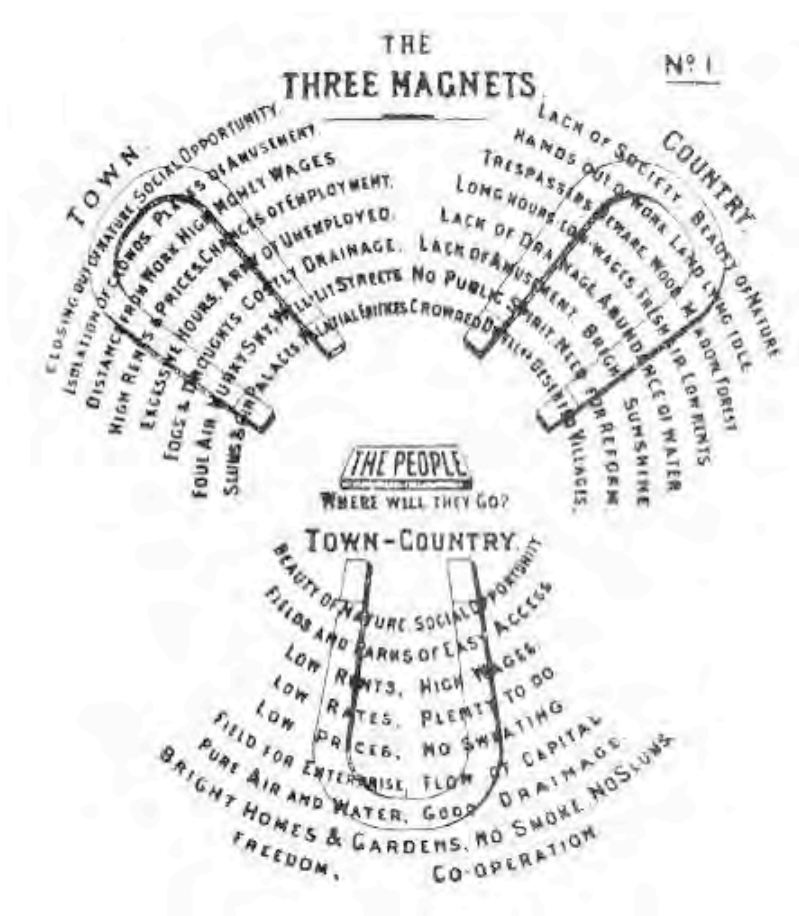 THE
THREE MAGNETS.
Nº 1
TOWN.
CLOSING OUT OF NATURE. SOCIAL OPPORTUNITY.
ISOLATION OF CROWDS. PLACES OF AMUSEMENT.
DISTANCE FROM WORK. HIGH MONEY WAGES
HIGH RENTS & PRICES. CHANCES OF EMPLOYMENT.
EXCESSIVE HOURS. ARMY OF UNEMPLOYED.
FOGS & DROUGHTS. COSTLY DRAINAGE.
FOUL AIR. MURKY SKY. WELL-LIT STREETS
SLUMS & GIN PALACES. PALATIAL EDIFICES
COUNTRY.
LACK OF SOCIETY. BEAUTY OF NATURE
HANDS OUT OF WORK. LAND LYING IDLE.
TRESPASSERS BEWARE. WOOD, MEADOW, FOREST
LONG HOURS. LOW WAGES. FRESH AIR. LOW RENTS
LACK OF DRAINAGE. ABUNDANCE OF WATER
LACK OF AMUSEMENT. BRIGHT SUNSHINE
NO PUBLIC SPIRIT. NEED FOR REFORM.
CROWDED DWELLINGS DESERTED VILLAGES.
THE PEOPLE
WHERE WILL THEY GO?
TOWN-COUNTRY.
BEAUTY OF NATURE. SOCIAL OPPORTUNITY
FIELDS AND PARKS OF EASY ACCESS
LOW RENTS, HIGH WAGES.
LOW RATES, PLENTY TO DO
LOW PRICES, NO SWEATING
FIELD FOR ENTERPRISE, FLOW OF CAPITAL
PURE AIR AND WATER, GOOD DRAINAGE.
BRIGHT HOMES & GARDENS, NO SMOKE, NO SLUMS.
FREEDOM, CO-OPERATION